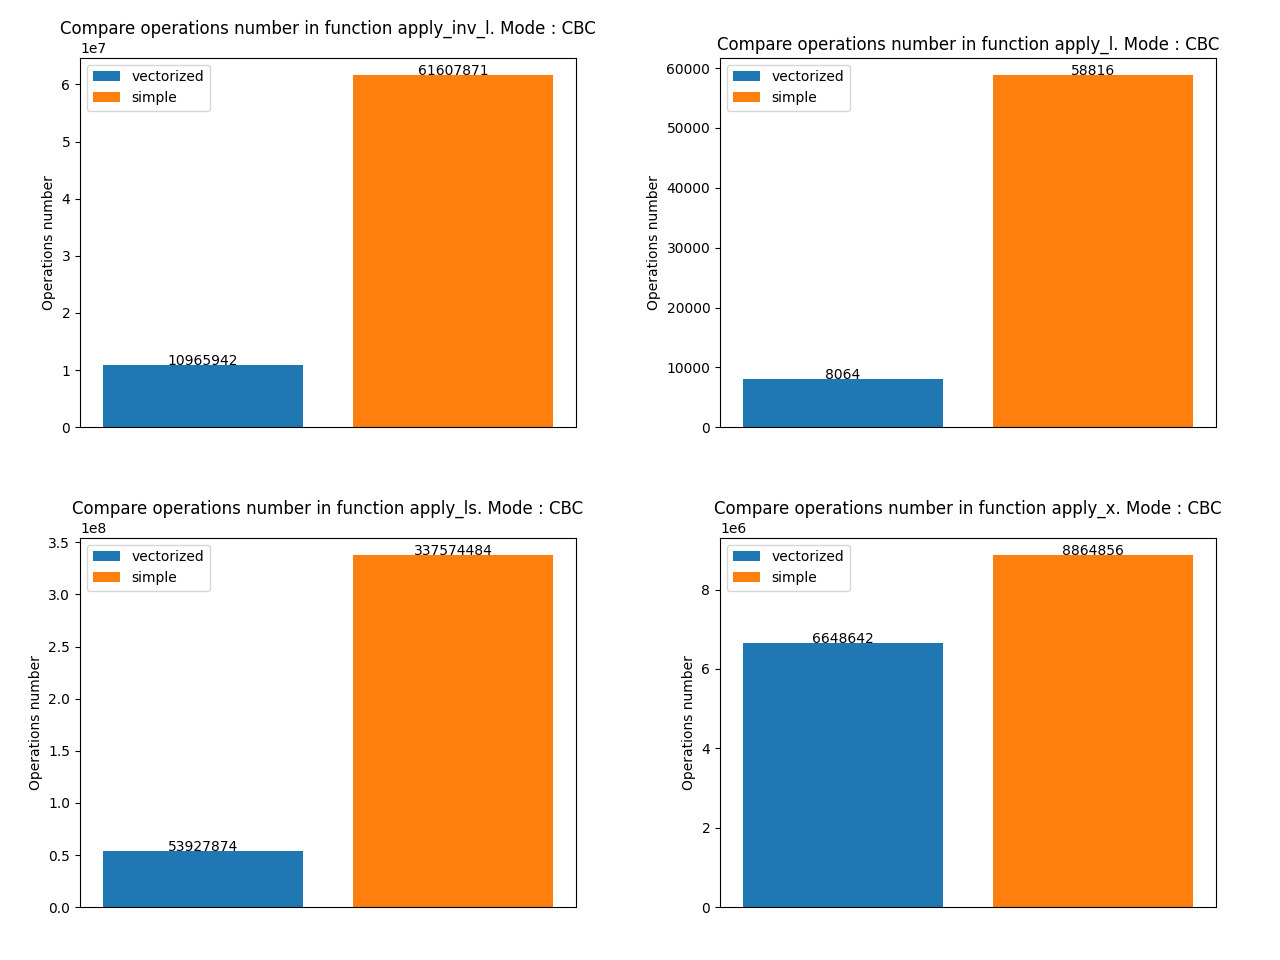 Compare operations number in function apply_inv_l. Mode : CBC
1e7
Operations number
6
5
4
3
2
1
0
vectorized
simple
61607871
10965942
Compare operations number in function apply_l. Mode : CBC
Operations number
60000
50000
40000
30000
20000
10000
0
vectorized
simple
58816
8064
Compare operations number in function apply_ls. Mode : CBC
1e8
Operations number
3.5
3.0
2.5
2.0
1.5
1.0
0.5
0.0
vectorized
simple
337574484
53927874
Compare operations number in function apply_x. Mode : CBC
1e6
Operations number
8
6
4
2
0
vectorized
simple
8864856
6648642